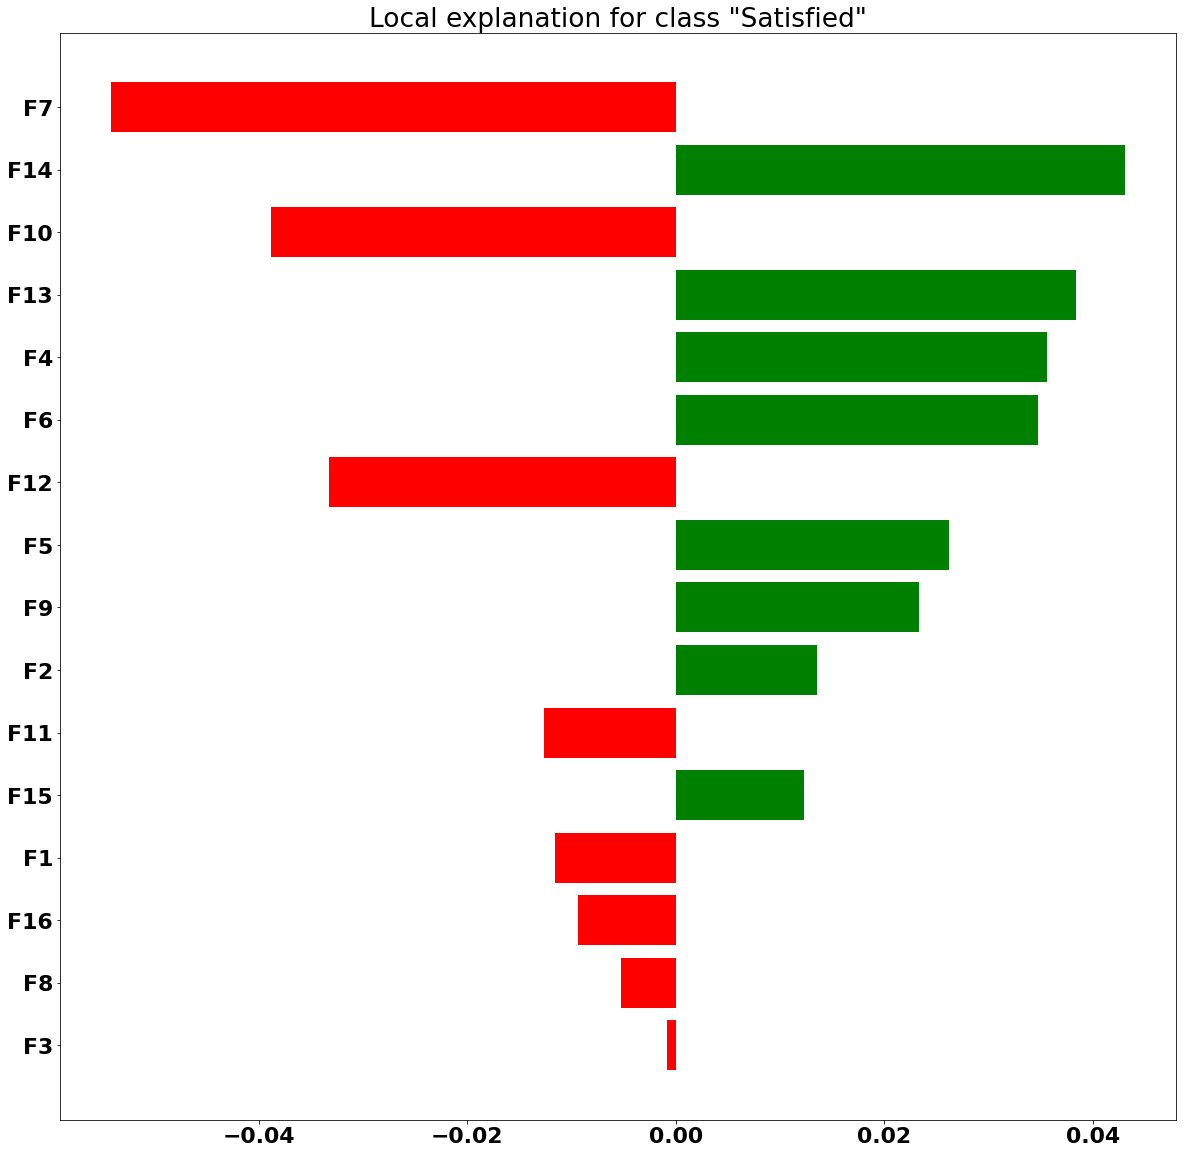 Local explanation for class "Satisfied"
F7
F14
F10
F13
F4
F6
F12
F5
F9
F2
F11
F15
F1
F16
F8
F3
−0.04 −0.02 0.00 0.02 0.04